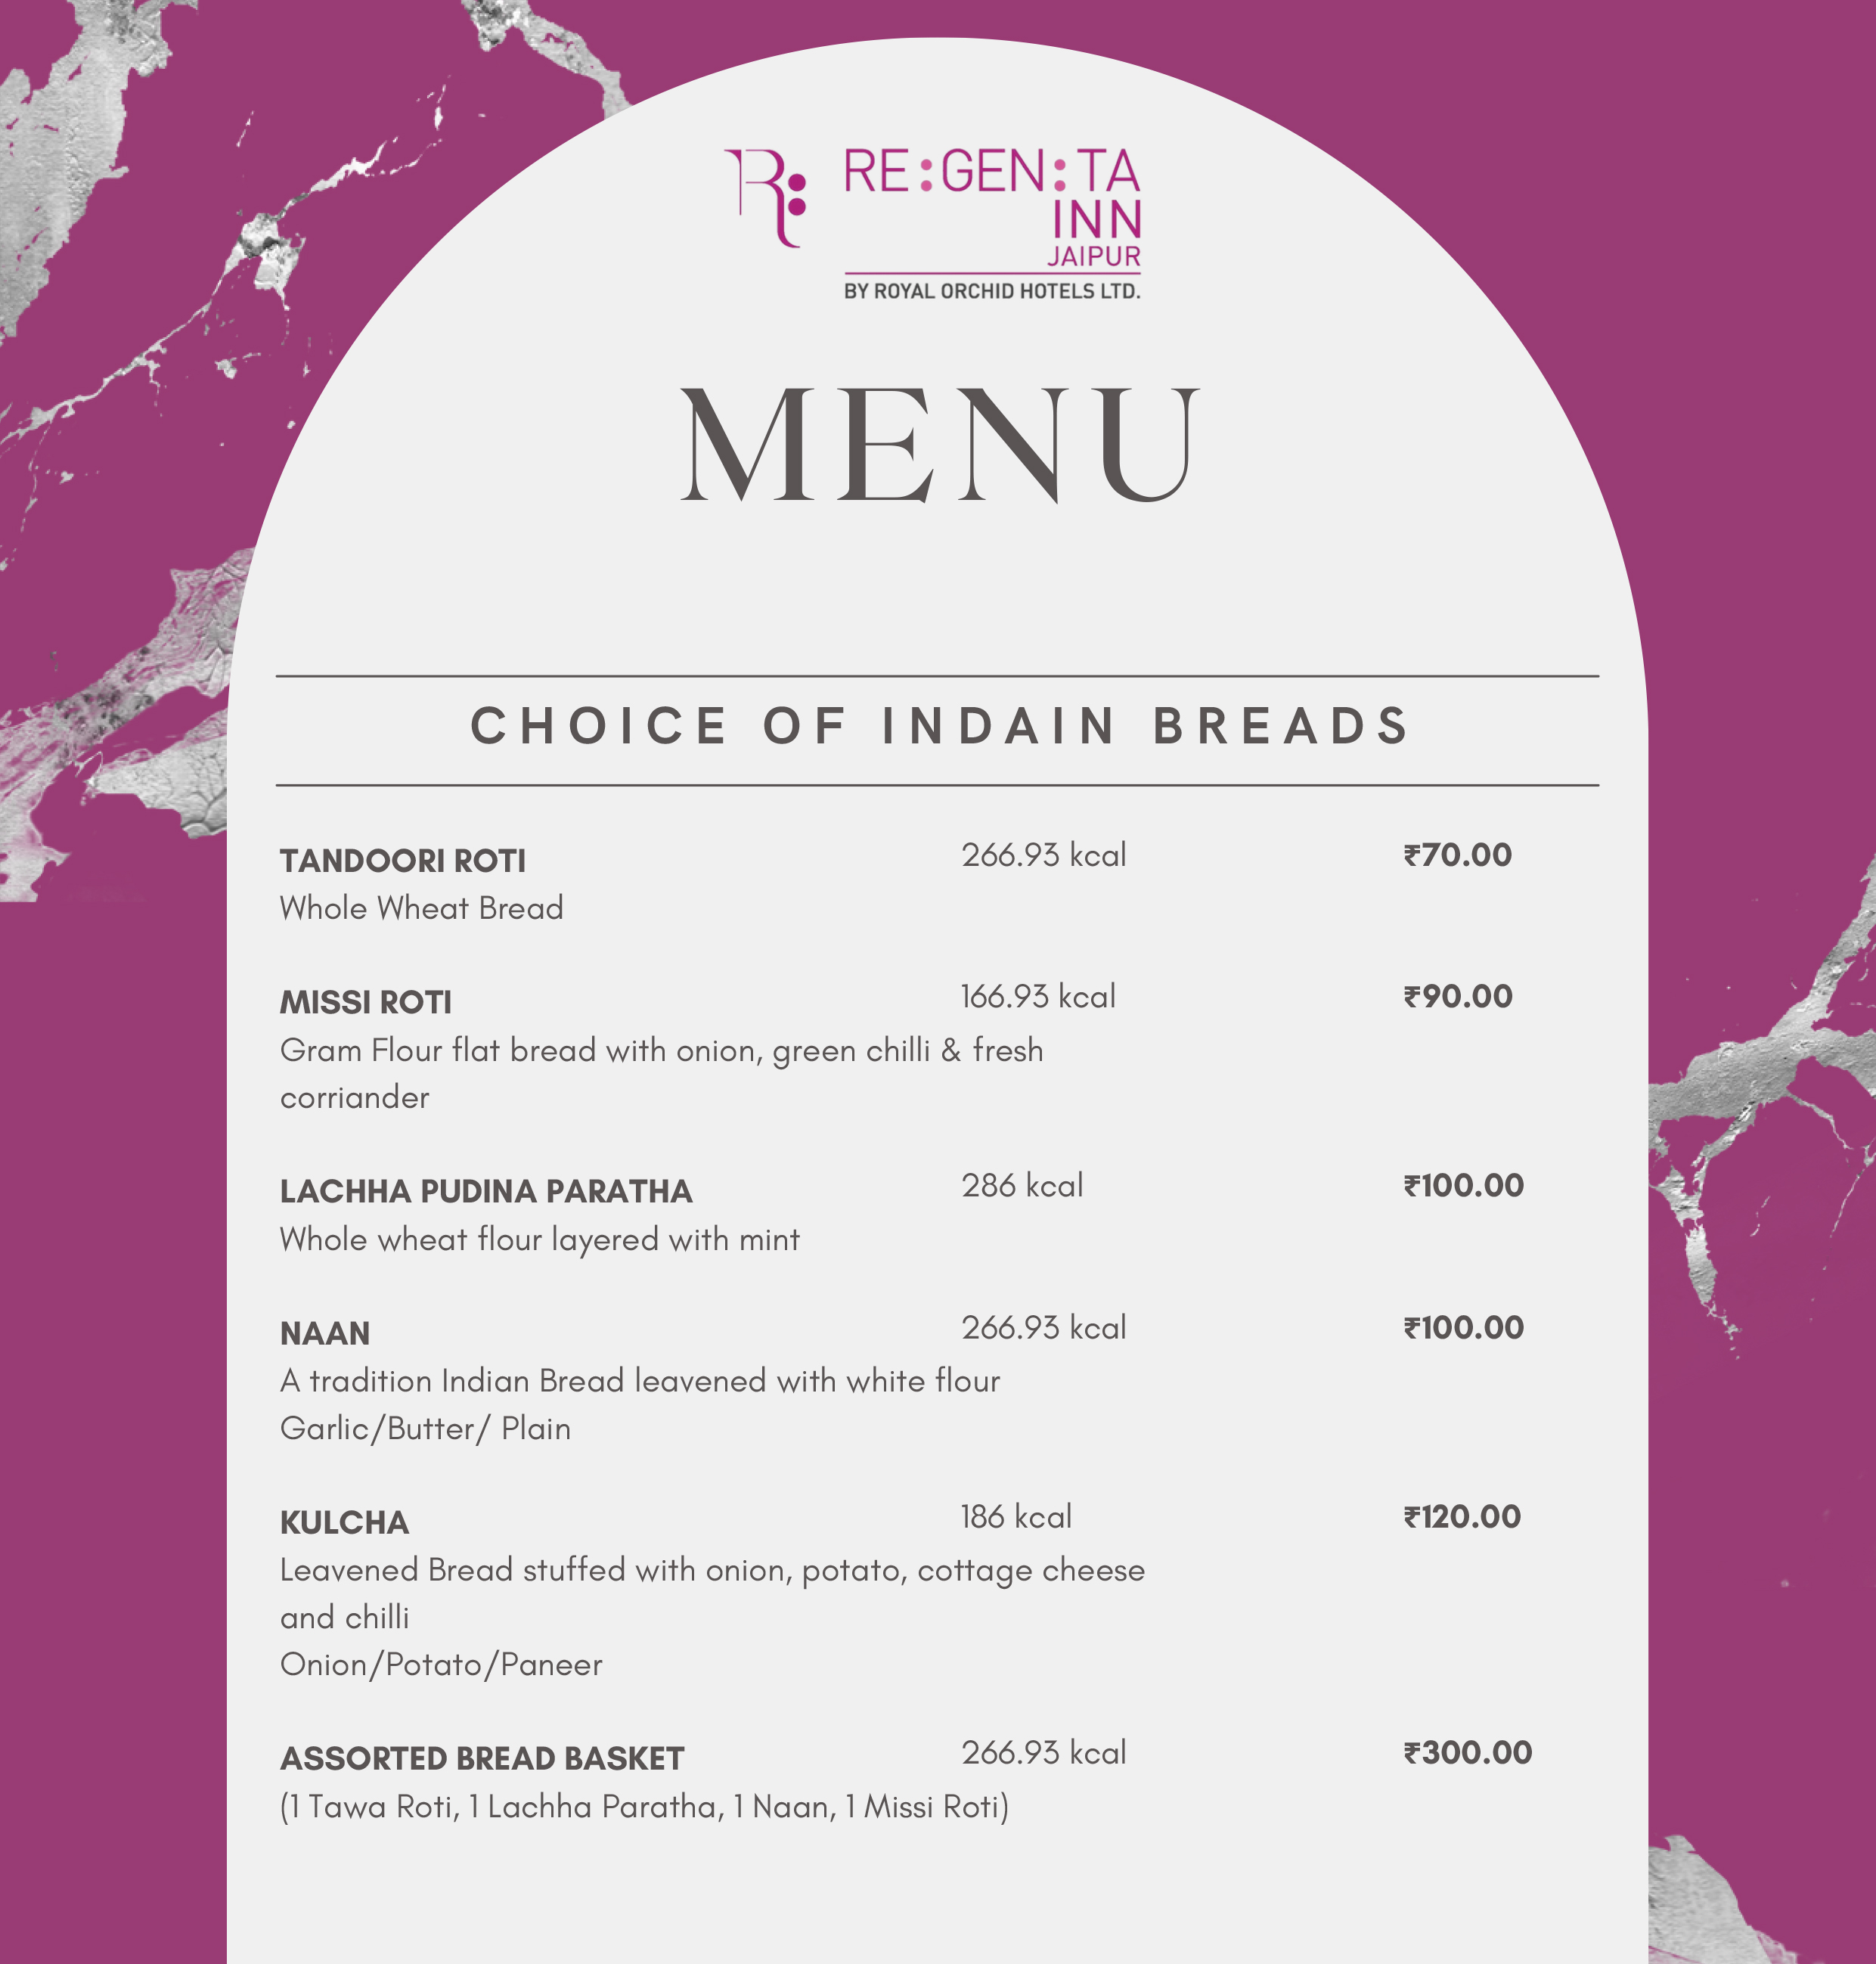 RE:GEN:TA
INN
JAIPUR
BY ROYAL ORCHID HOTELS LTD.
MENU
CHOICE OF INDAIN BREADS
TANDOORI ROTI 266.93 kcal ₹70.00
Whole Wheat Bread
MISSI ROTI 166.93 kcal ₹90.00
Gram Flour flat bread with onion, green chilli & fresh
corriander
LACHHA PUDINA PARATHA 286 kcal ₹100.00
Whole wheat flour layered with mint
NAAN 266.93 kcal ₹100.00
A tradition Indian Bread leavened with white flour
Garlic/Butter/ Plain
KULCHA 186 kcal ₹120.00
Leavened Bread stuffed with onion, potato, cottage cheese
and chilli
Onion/Potato/Paneer
ASSORTED BREAD BASKET 266.93 kcal ₹300.00
(1 Tawa Roti, 1 Lachha Paratha, 1 Naan, 1 Missi Roti)